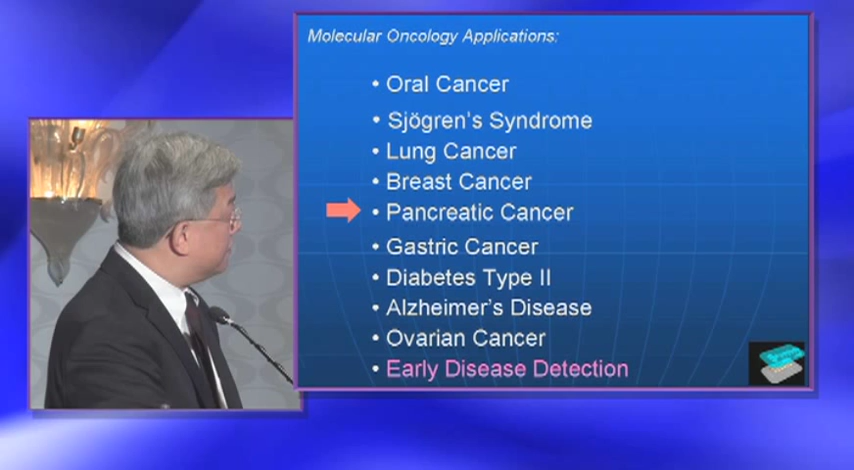 Molecular Oncology Applications:
• Oral Cancer
• Sjögren's Syndrome
• Lung Cancer
• Breast Cancer
• Pancreatic Cancer
• Gastric Cancer
• Diabetes Type II
• Alzheimer's Disease
• Ovarian Cancer
• Early Disease Detection